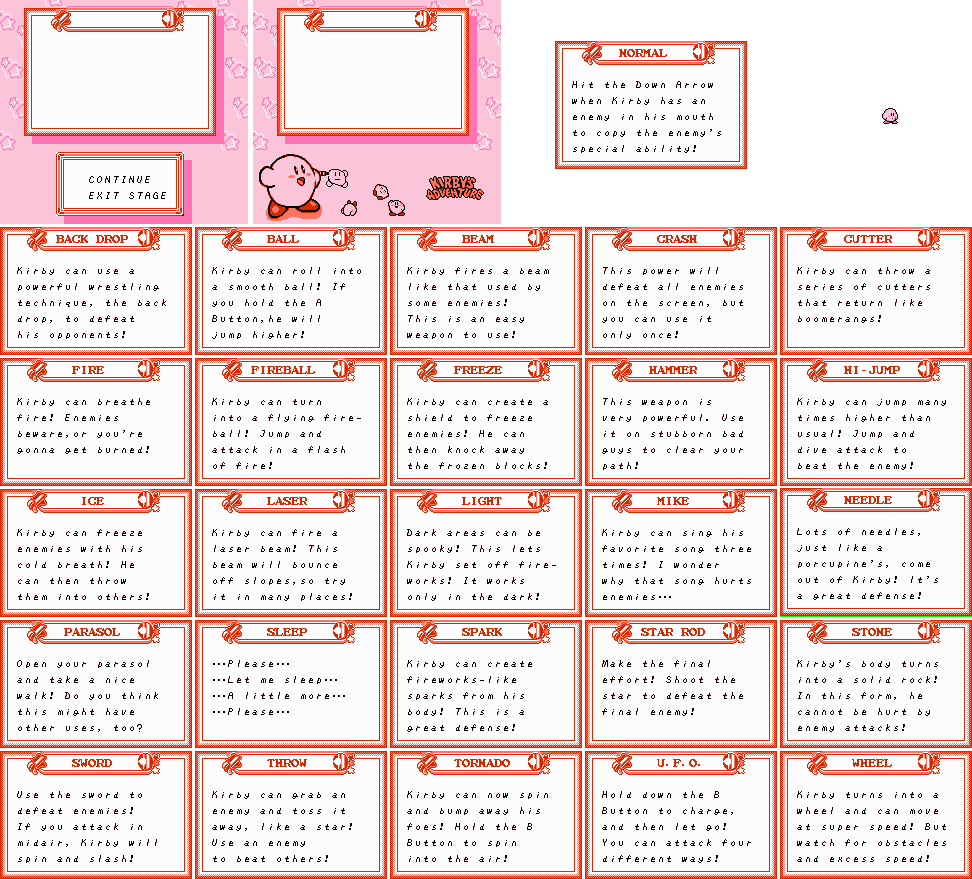 CONTINUE
EXIT STAGE
KIRBY'S
ADVENTURE
NORMAL
Hit the Down Arrow
when Kirby has an
enemy in his mouth
to copy the enemy's
special ability!
BACK DROP
Kirby can use a
powerful wrestling
technique, the back
drop, to defeat
his opponents!
BALL
Kirby can roll into
a smooth ball! If
you hold the A
Button,he will
jump higher!
BEAM
Kirby fires a beam
like that used by
some enemies!
This is an easy
weapon to use!
CRASH
This power will
defeat all enemies
on the screen, but
you can use it
only once!
CUTTER
Kirby can throw a
series of cutters
that return like
boomerangs!
FIRE
Kirby can breathe
fire! Enemies
beware,or you're
gonna get burned!
FIREBALL
Kirby can turn
into a flying fire-
ball! Jump and
attack in a flash
of fire!
FREEZE
Kirby can create a
shield to freeze
enemies! He can
then knock away
the frozen blocks!
HAMMER
This weapon is
very powerful. Use
it on stubborn bad
guys to clear your
path!
HI-JUMP
Kirby can jump many
times higher than
usual! Jump and
dive attack to
beat the enemy!
ICE
Kirby can freeze
enemies with his
cold breath! He
can then throw
them into others!
LASER
Kirby can fire a
laser beam! This
beam will bounce
off slopes,so try
it in many places!
LIGHT
Dark areas can be
spooky! This lets
Kirby set off fire-
works! It works
only in the dark!
MIKE
Kirby can sing his
favorite song three
times! I wonder
why that song hurts
enemies···
NEEDLE
Lots of needles,
just like a
porcupine's, come
out of Kirby! It's
a great defense!
PARASOL
Open your parasol
and take a nice
walk! Do you think
this might have
other uses, too?
SLEEP
···Please···
···Let me sleep···
···A little more···
···Please···
SPARK
Kirby can create
fireworks-like
sparks from his
body! This is a
great defense!
STAR ROD
Make the final
effort! Shoot the
star to defeat the
final enemy!
STONE
Kirby's body turns
into a solid rock!
In this form, he
cannot be hurt by
enemy attacks!
SWORD
Use the sword to
defeat enemies!
If you attack in
midair, Kirby will
spin and slash!
THROW
Kirby can grab an
enemy and toss it
away, like a star!
Use an enemy
to beat others!
TORNADO
Kirby can now spin
and bump away his
foes! Hold the B
Button to spin
into the air!
U.F.O.
Hold down the B
Button to charge,
and then let go!
You can attack four
different ways!
WHEEL
Kirby turns into a
wheel and can move
at super speed! But
watch for obstacles
and excess speed!